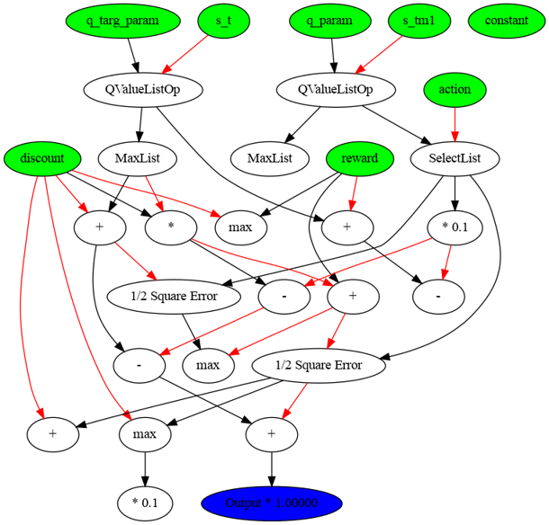 q_targ_param
s_t
q_param
s_tm1
constant
QValueListOp
QValueListOp
action
discount
MaxList
MaxList
reward
SelectList
+
*
max
+
* 0.1
1/2 Square Error
-
+
-
-
max
1/2 Square Error
+
max
+
* 0.1
Output * 1.00000